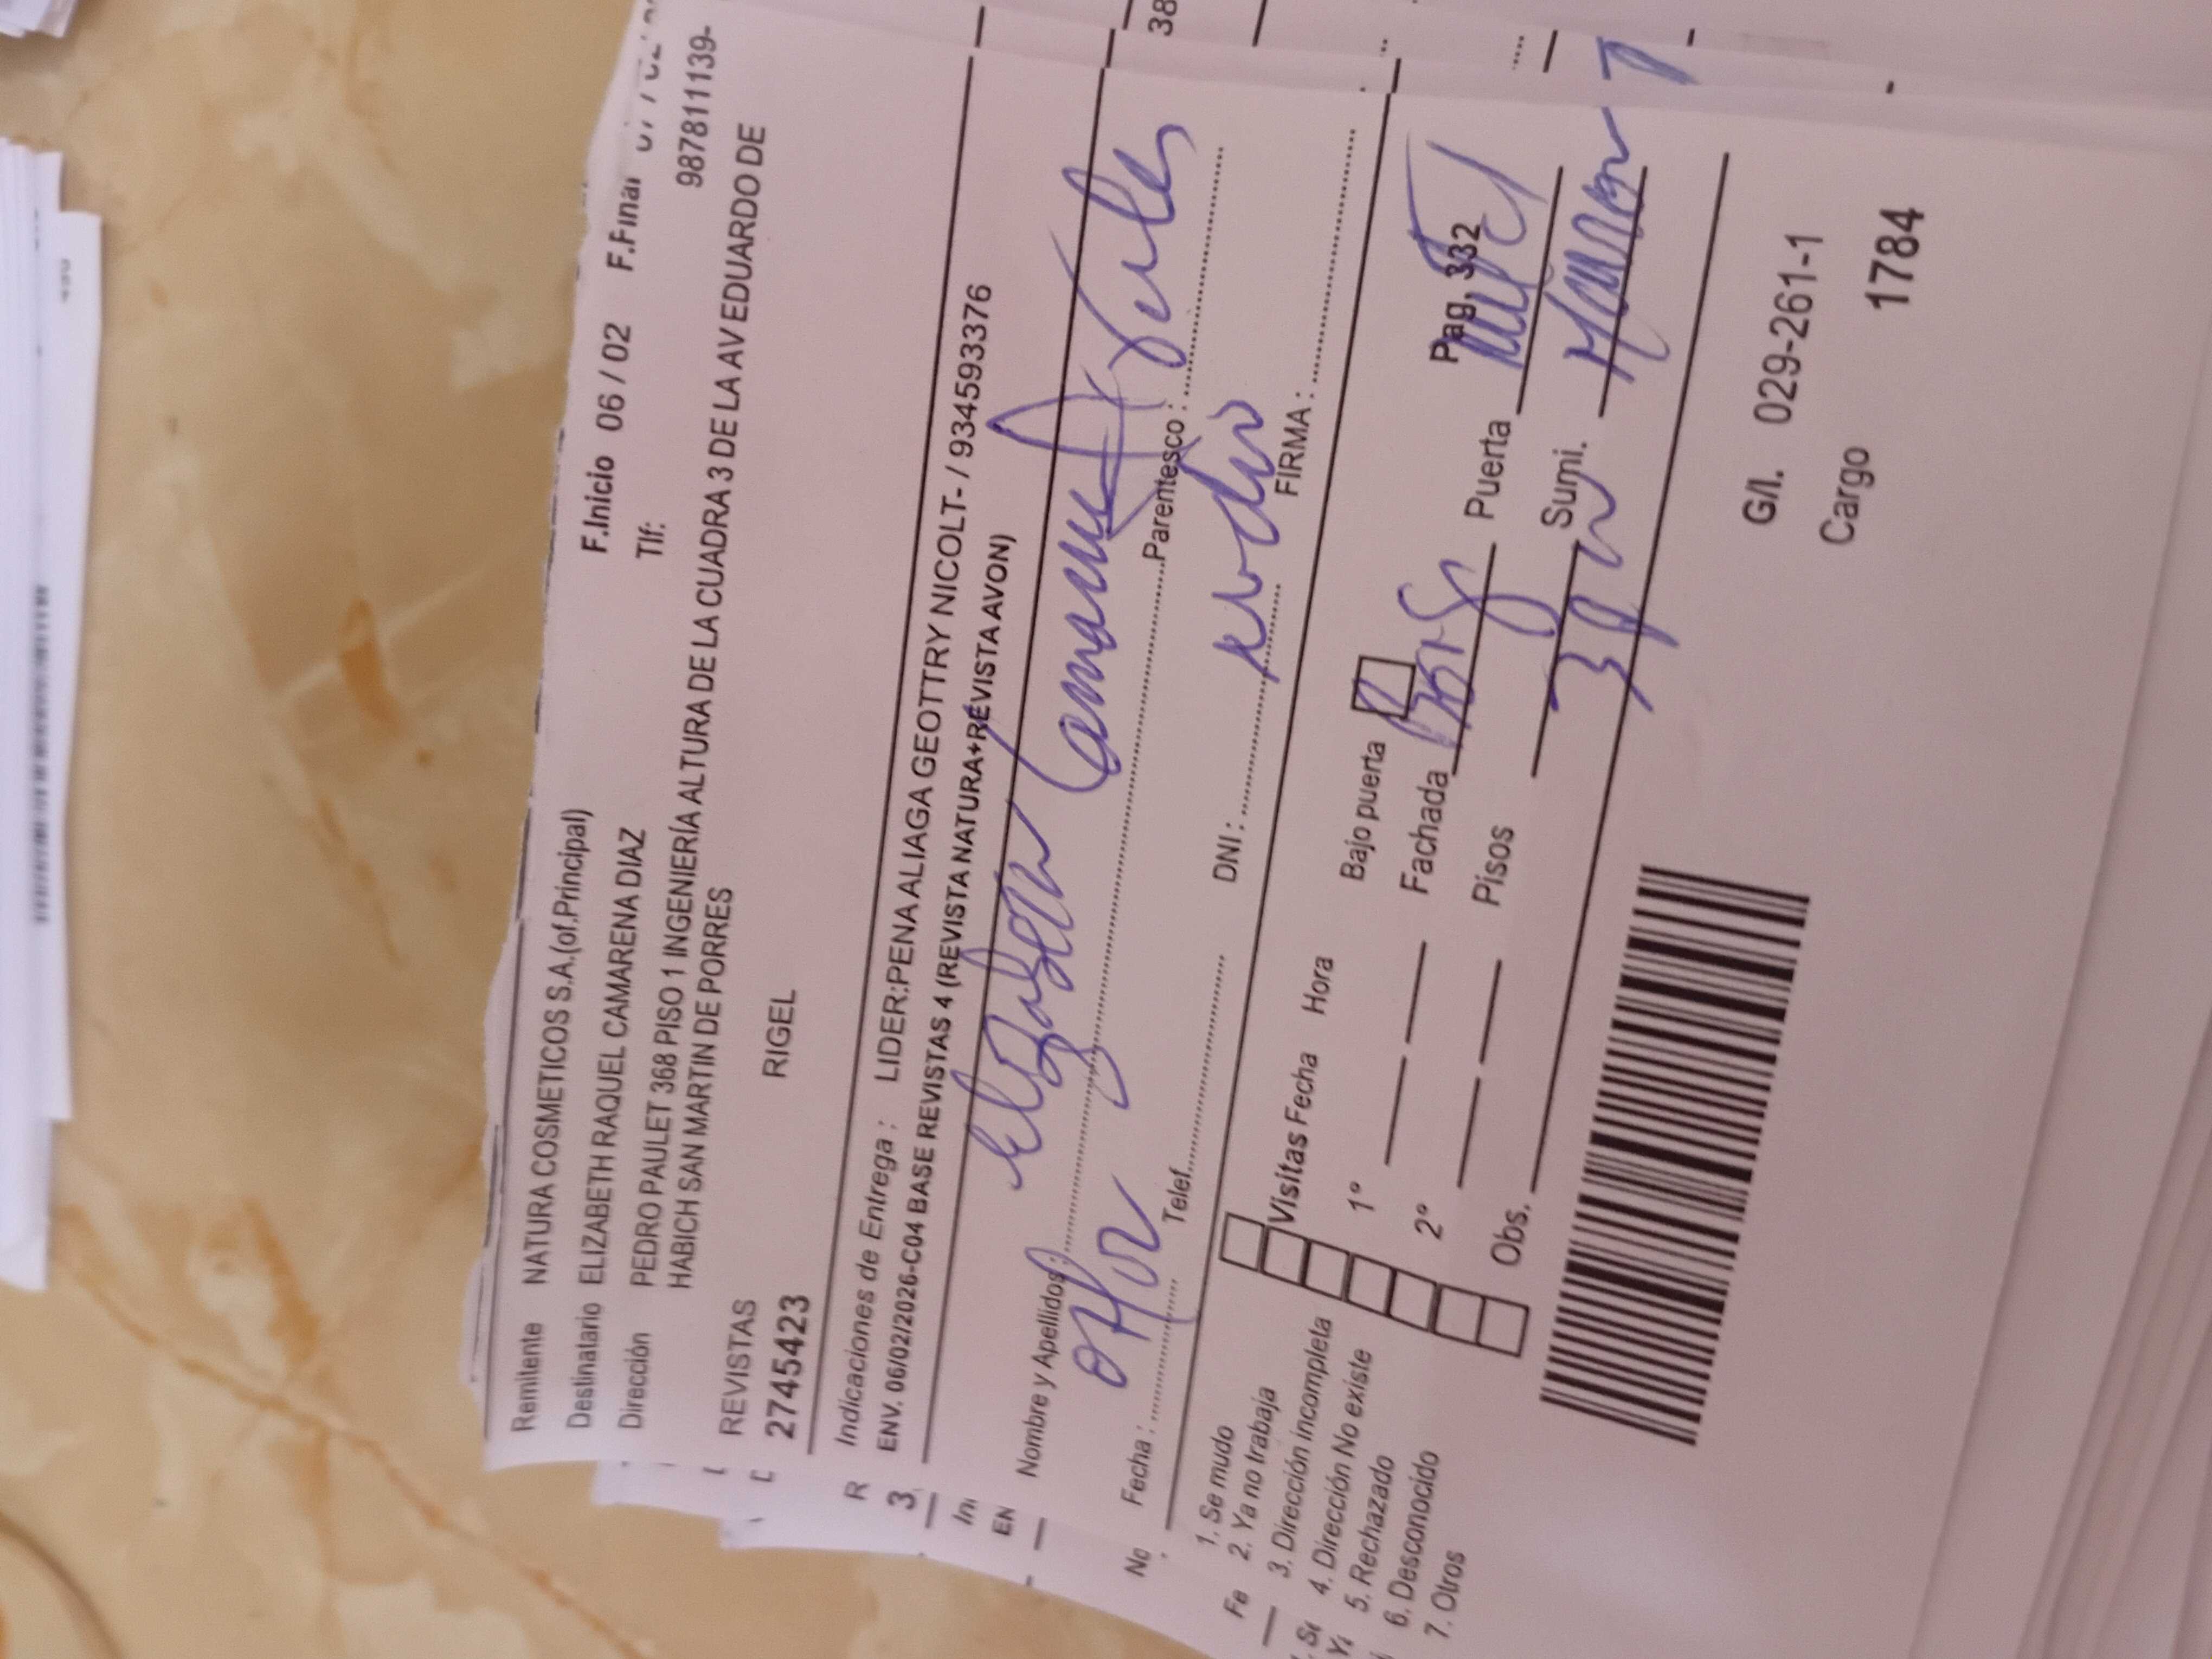 F.Inicio 06 / 02 F.Final
Remitente NATURA COSMETICOS S.A.(of.Principal) Tlf:
Destinatario ELIZABETH RAQUEL CAMARENA DIAZ 987811139-
Dirección PEDRO PAULET 368 PISO 1 INGENIERÍA ALTURA DE LA CUADRA 3 DE LA AV EDUARDO DE
HABICH SAN MARTIN DE PORRES
REVISTAS
2745423 RIGEL
Indicaciones de Entrega : LIDER:PENA ALIAGA GEOTTRY NICOLT- / 934593376
ENV. 06/02/2026-C04 BASE REVISTAS 4 (REVISTA NATURA+REVISTA AVON)
Elizabeth Camarena
Nombre y Apellidos: Parentesco :
Fecha : Telef. DNI : FIRMA :
1. Se mudo
2. Ya no trabaja
3. Dirección incompleta
4. Dirección No existe
5. Rechazado
6. Desconocido
7. Otros
Visitas Fecha Hora Bajo puerta Pag, 332
1° Fachada Puerta
2° Pisos 3P Sumi. Marron
Obs.
G/l. 029-261-1
Cargo 1784